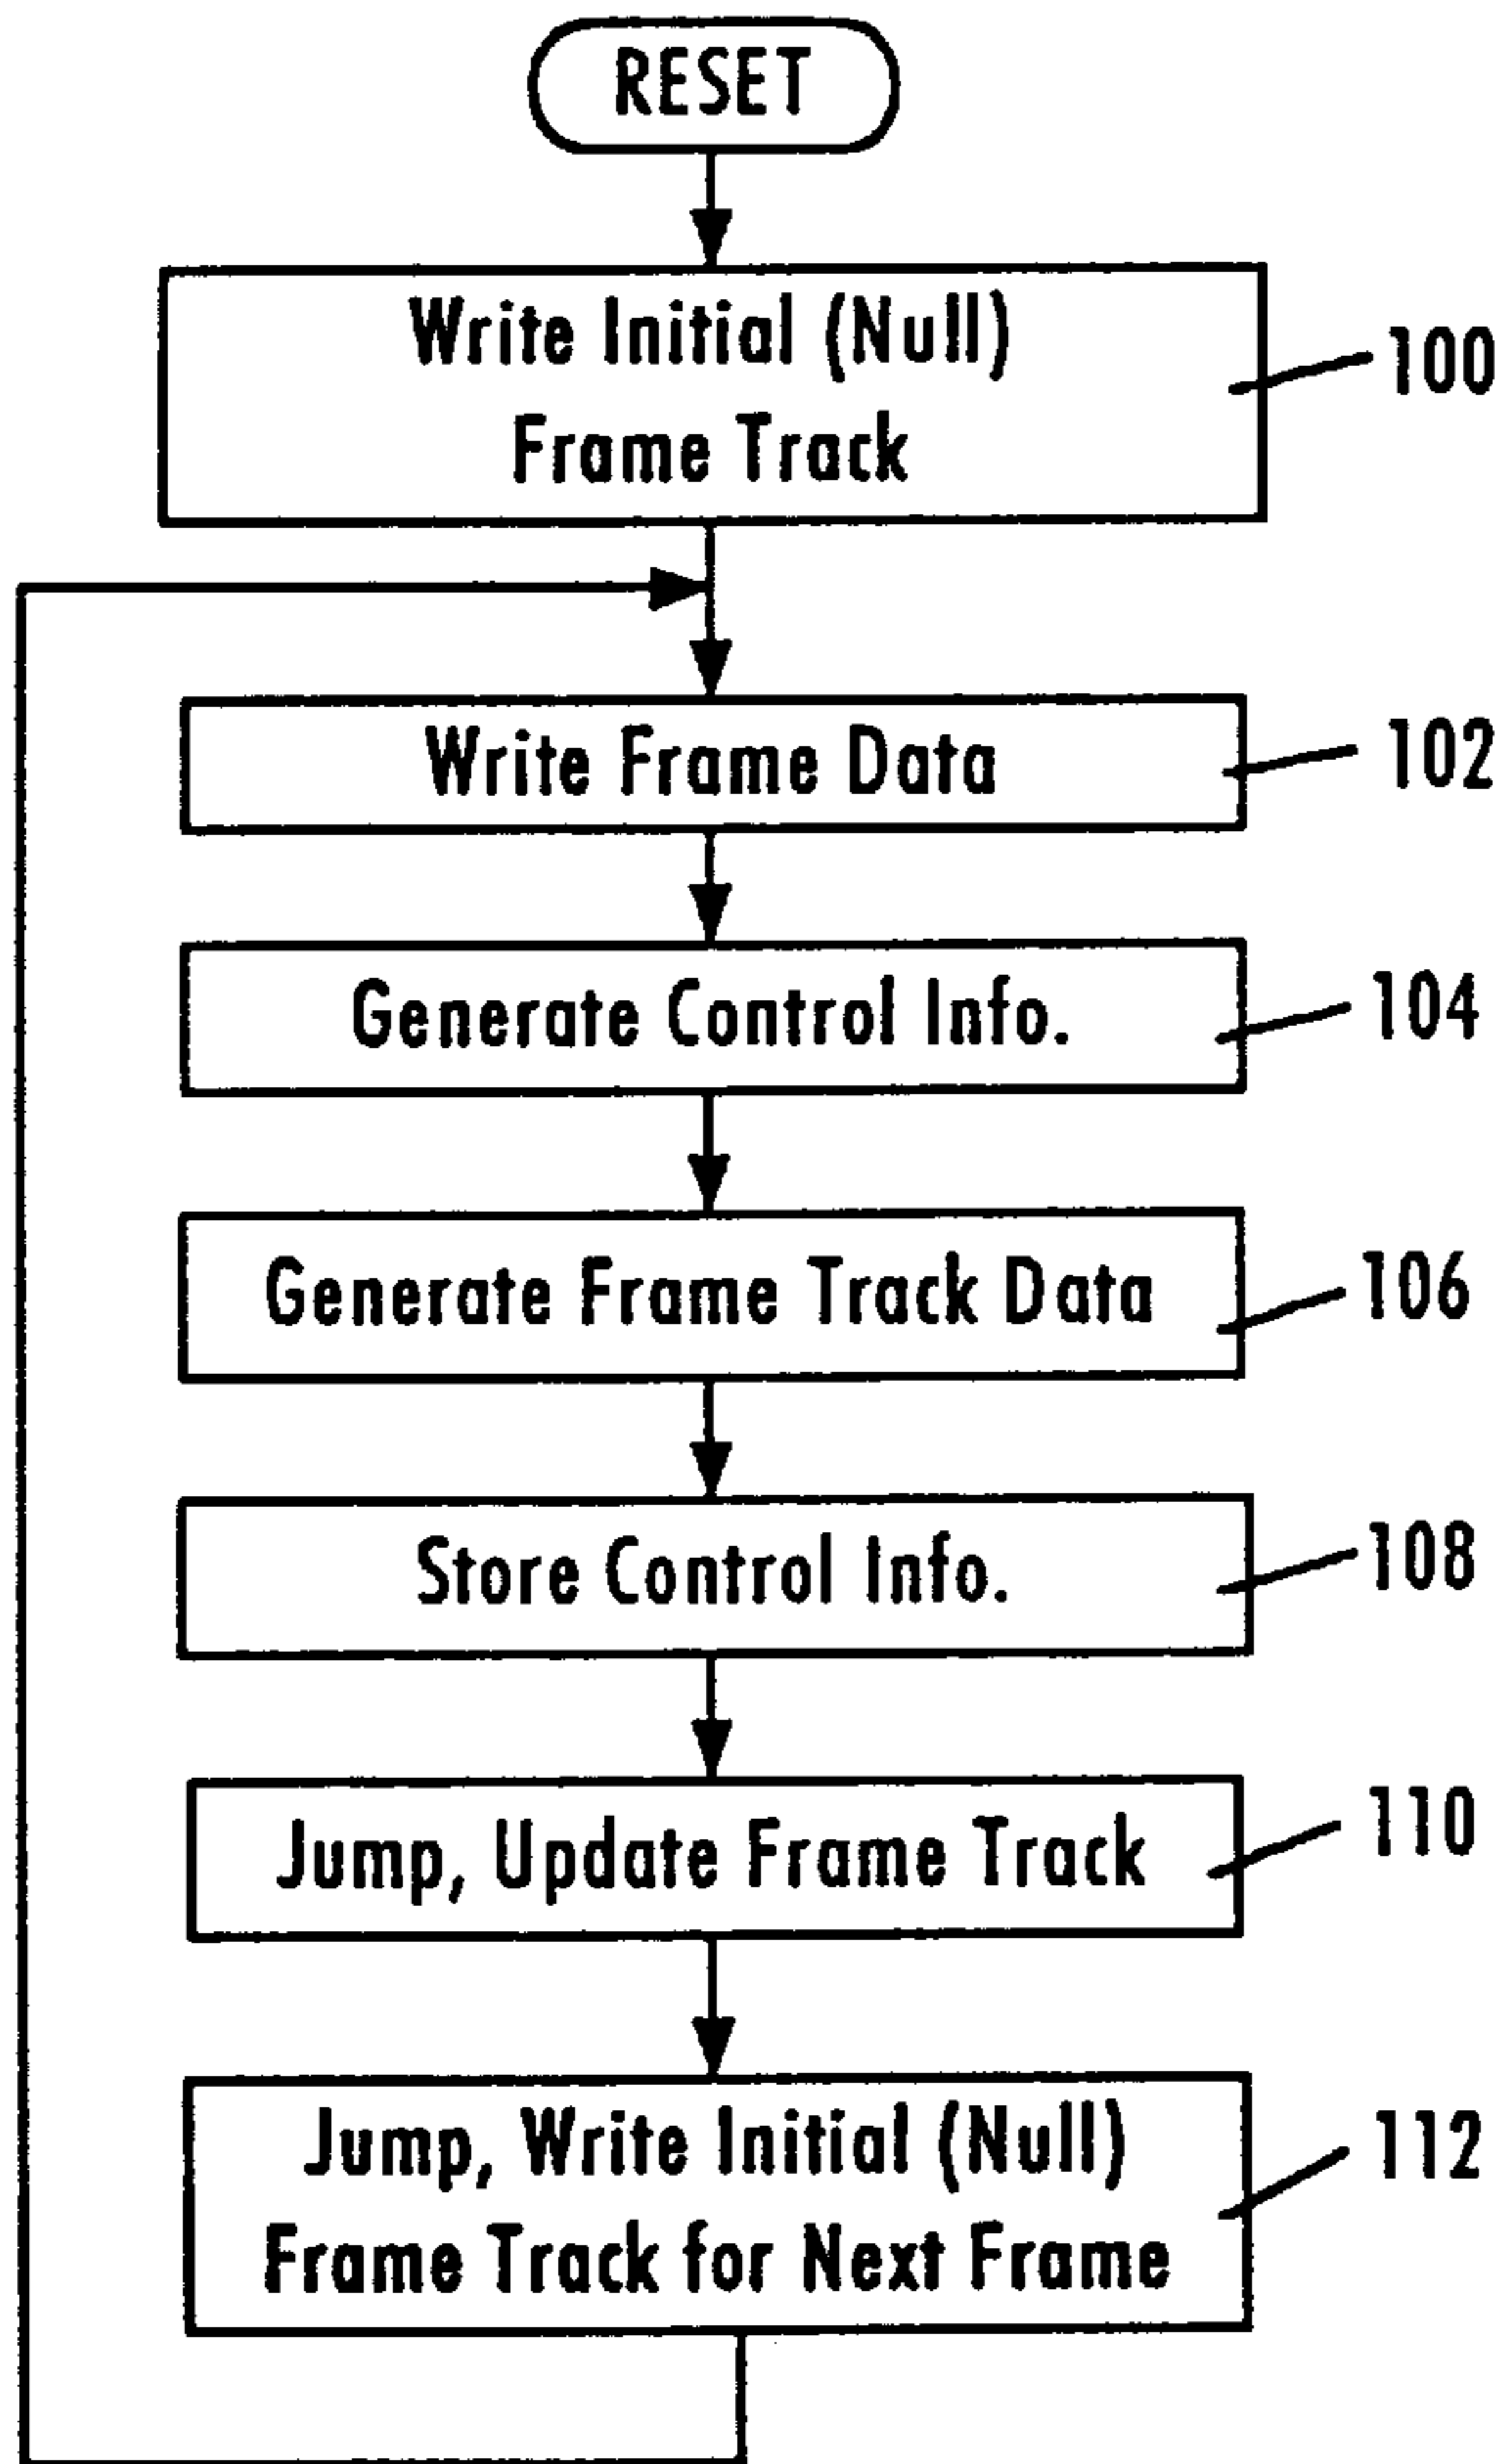 RESET
Write Initial (Null)
Frame Track
100
Write Frame Data
102
Generate Control Info.
104
Generate Frame Track Data
106
Store Control Info.
108
Jump, Update Frame Track
110
Jump, Write Initial (Null)
Frame Track for Next Frame
112